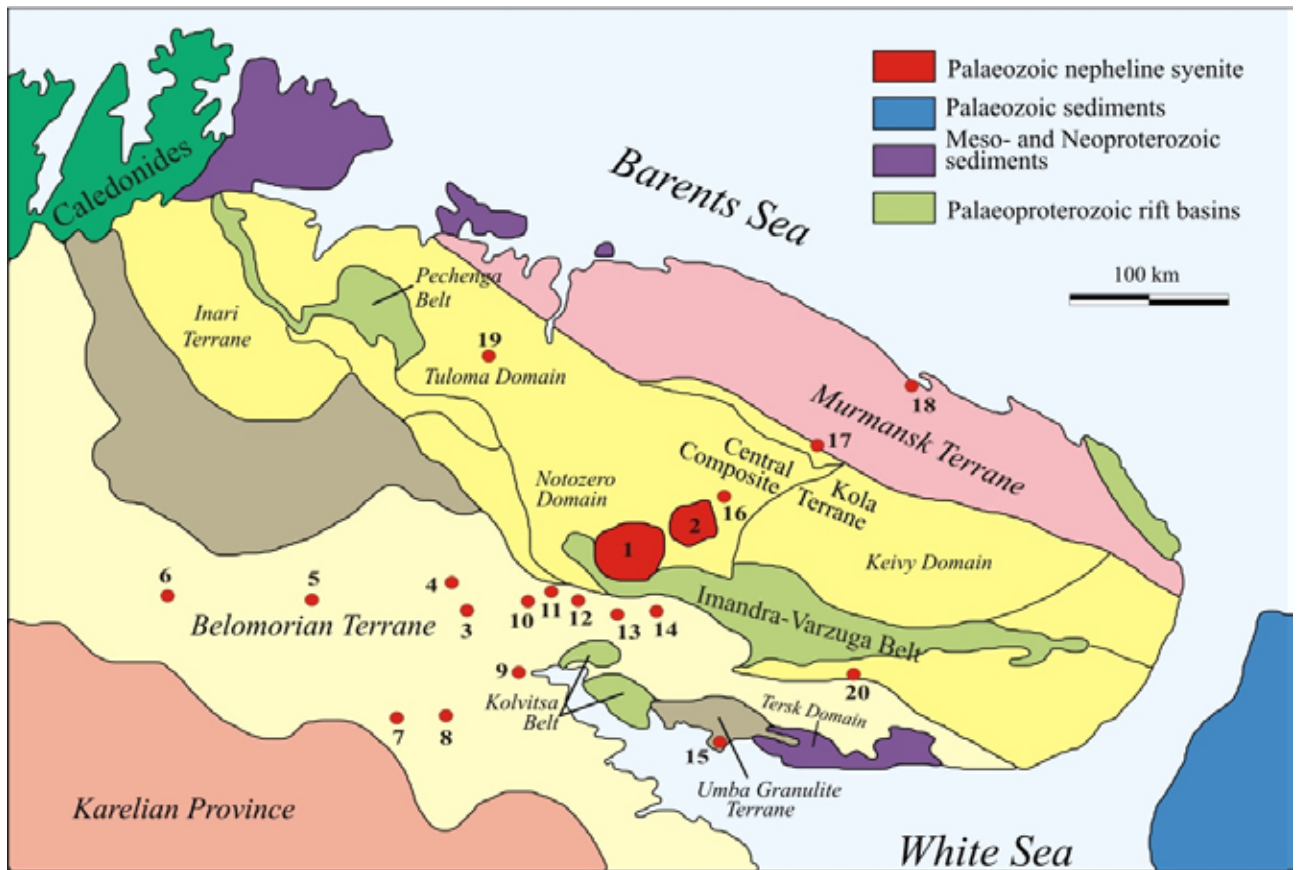 Palaeozoic nepheline syenite
Palaeozoic sediments
Meso- and Neoproterozoic
sediments
Palaeoproterozoic rift basins
100 km
Caledonides
Barents Sea
Pechenga
Belt
Inari
Terrane
19
Tuloma Domain
18
Murmansk Terrane
17
Central
Composite
Kola
Terrane
Notozero
Domain
16
2
1
Keivy Domain
6
5
4
3
10
11
12
13
14
Belomorian Terrane
Imandra-Varzuga Belt
9
20
Kolvitsa
Belt
Tersk Domain
7
8
15
Umba Granulite
Terrane
Karelian Province
White Sea